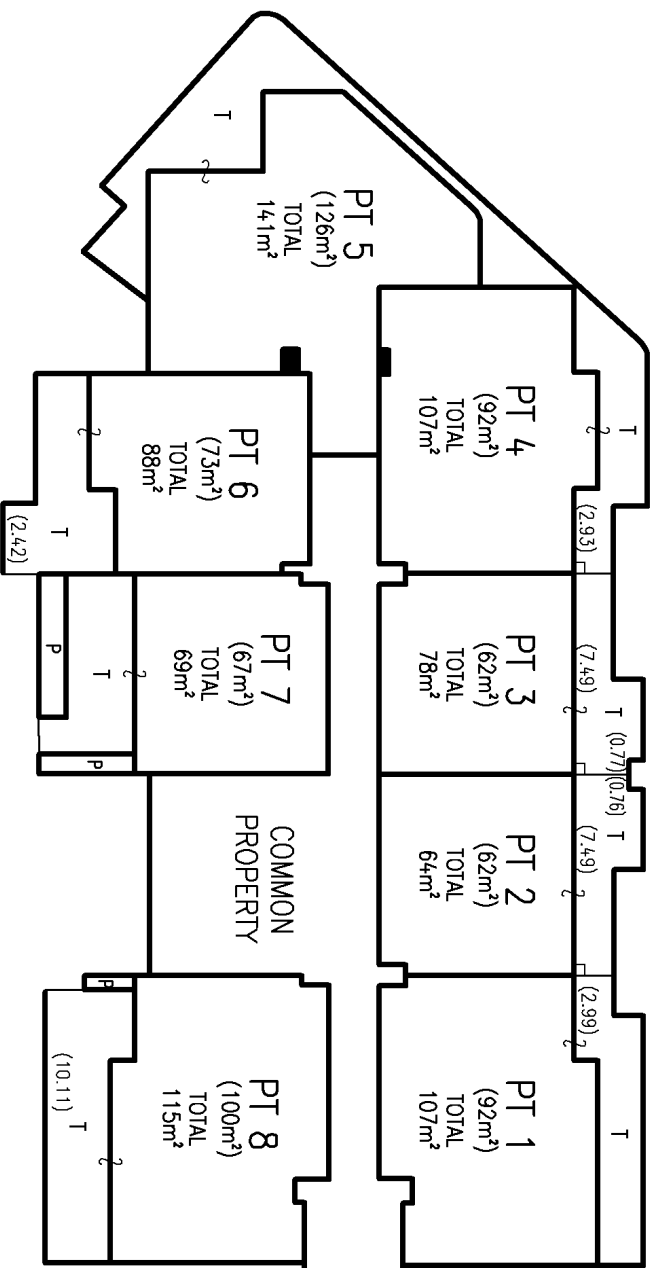 T
PT 5
(126m²)
TOTAL
141m²
PT 4
(92m²)
TOTAL
107m²
T
(2.93)
PT 6
(73m²)
TOTAL
88m²
T
(2.42)
PT 3
(62m²)
TOTAL
78m²
(7.49)
T
(0.77)
PT 7
(67m²)
TOTAL
69m²
T
P
P
PT 2
(62m²)
TOTAL
64m²
(7.49)
T
(0.76)
COMMON
PROPERTY
PT 1
(92m²)
TOTAL
107m²
(2.99)
T
PT 8
(100m²)
TOTAL
115m²
P
T
(10.11)